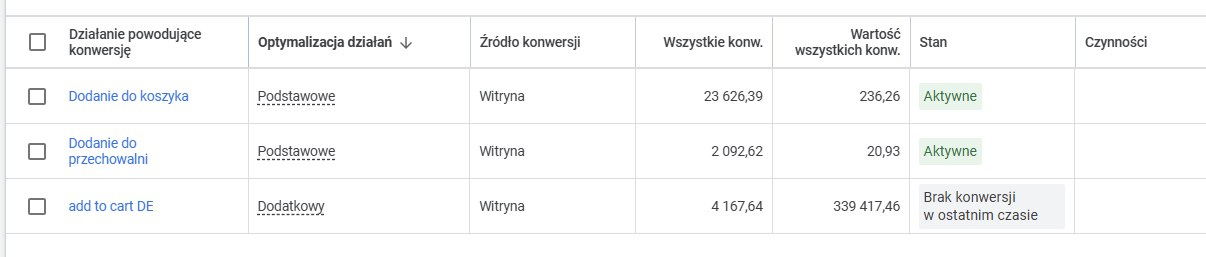 Działanie powodujące
konwersję
Optymalizacja działań
Źródło konwersji
Wszystkie konw.
Wartość
wszystkich konw.
Stan
Czynności
Dodanie do koszyka
Podstawowe
Witryna
23 626,39
236,26
Aktywne
Dodanie do
przechowalni
Podstawowe
Witryna
2 092,62
20,93
Aktywne
add to cart DE
Dodatkowy
Witryna
4 167,64
339 417,46
Brak konwersji
w ostatnim czasie